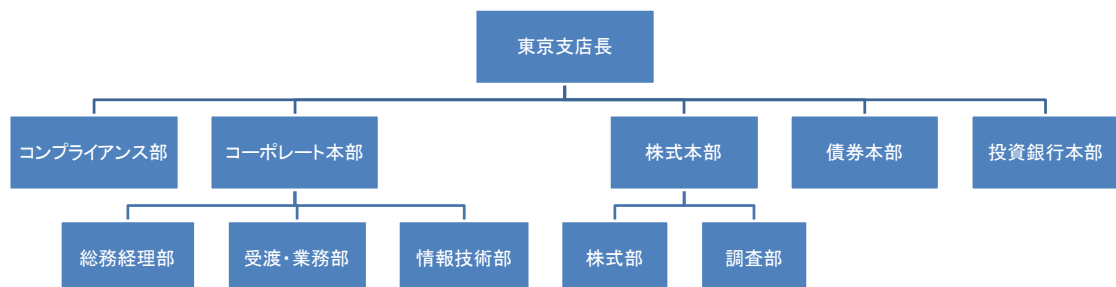 東京支店長
コンプライアンス部
コーポレート本部
株式本部
債券本部
投資銀行本部
総務経理部
受渡・業務部
情報技術部
株式部
調査部